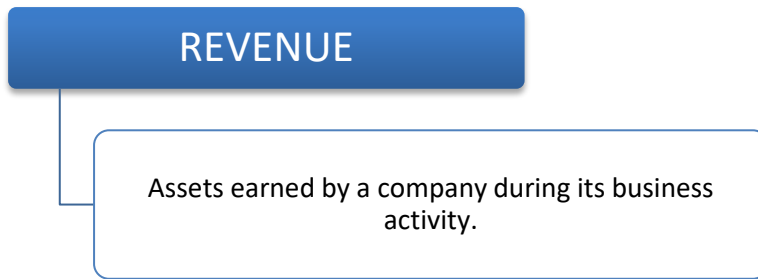 REVENUE
Assets earned by a company during its business
activity.